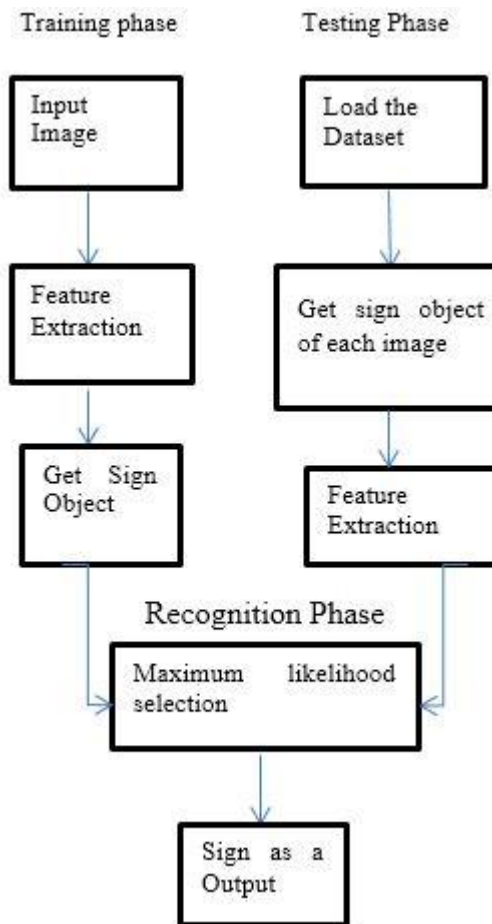 Training phase
Testing Phase
Input
Image
Load the
Dataset
Feature
Extraction
Get sign object
of each image
Get Sign
Object
Feature
Extraction
Recognition Phase
Maximum likelihood
selection
Sign as a
Output